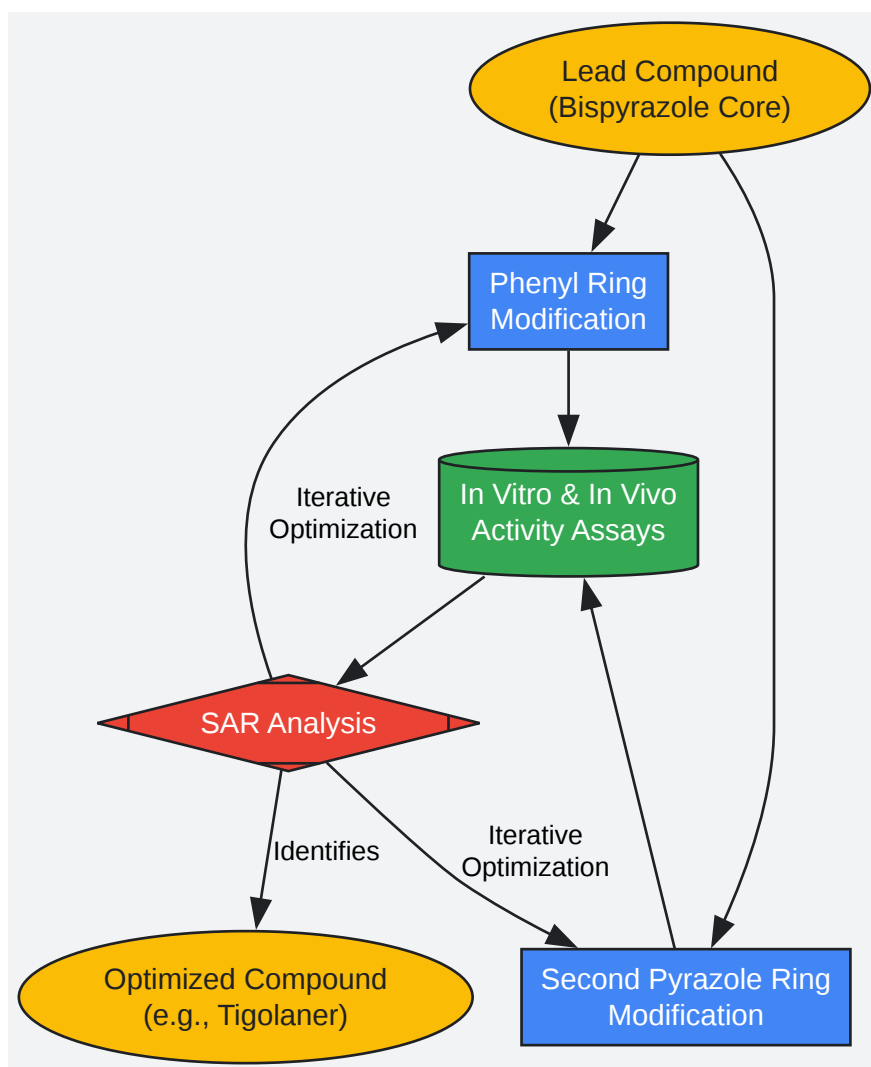 Lead Compound
(Bispyrazole Core)
Phenyl Ring
Modification
In Vitro & In Vivo
Activity Assays
Iterative
Optimization
SAR Analysis
Identifies
Iterative
Optimization
Optimized Compound
(e.g., Tigolaner)
Second Pyrazole Ring
Modification